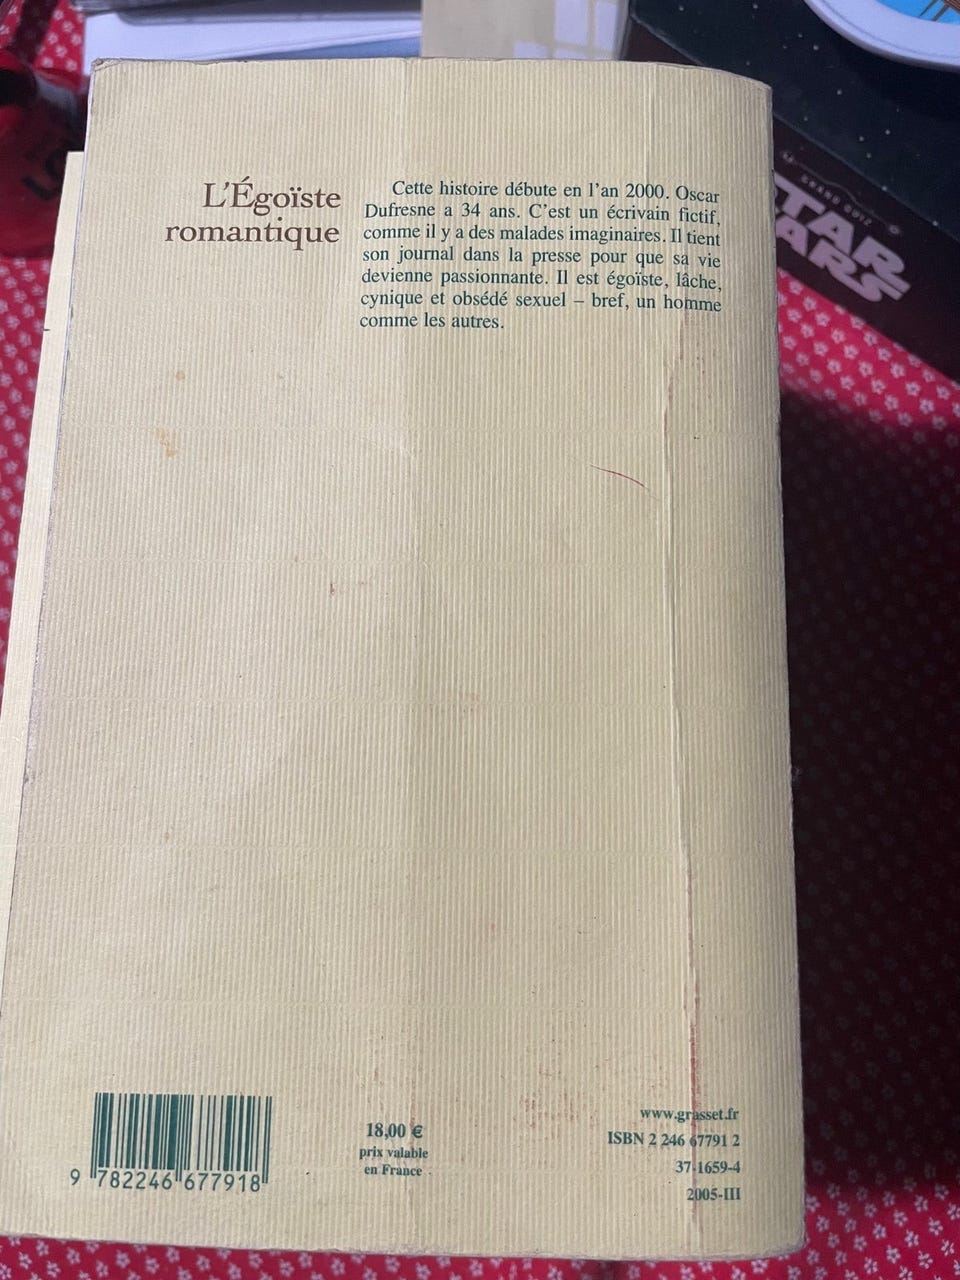 L'Égoïste
romantique
Cette histoire débute en l'an 2000. Oscar
Dufresne a 34 ans. C'est un écrivain fictif,
comme il y a des malades imaginaires. Il tient
son journal dans la presse pour que sa vie
devienne passionnante. Il est égoïste, lâche,
cynique et obsédé sexuel – bref, un homme
comme les autres.
STAR
WARS
9 782246 677918
18,00 €
prix valable
en France
www.grasset.fr
ISBN 2 246 67791 2
37-1659-4
2005-III